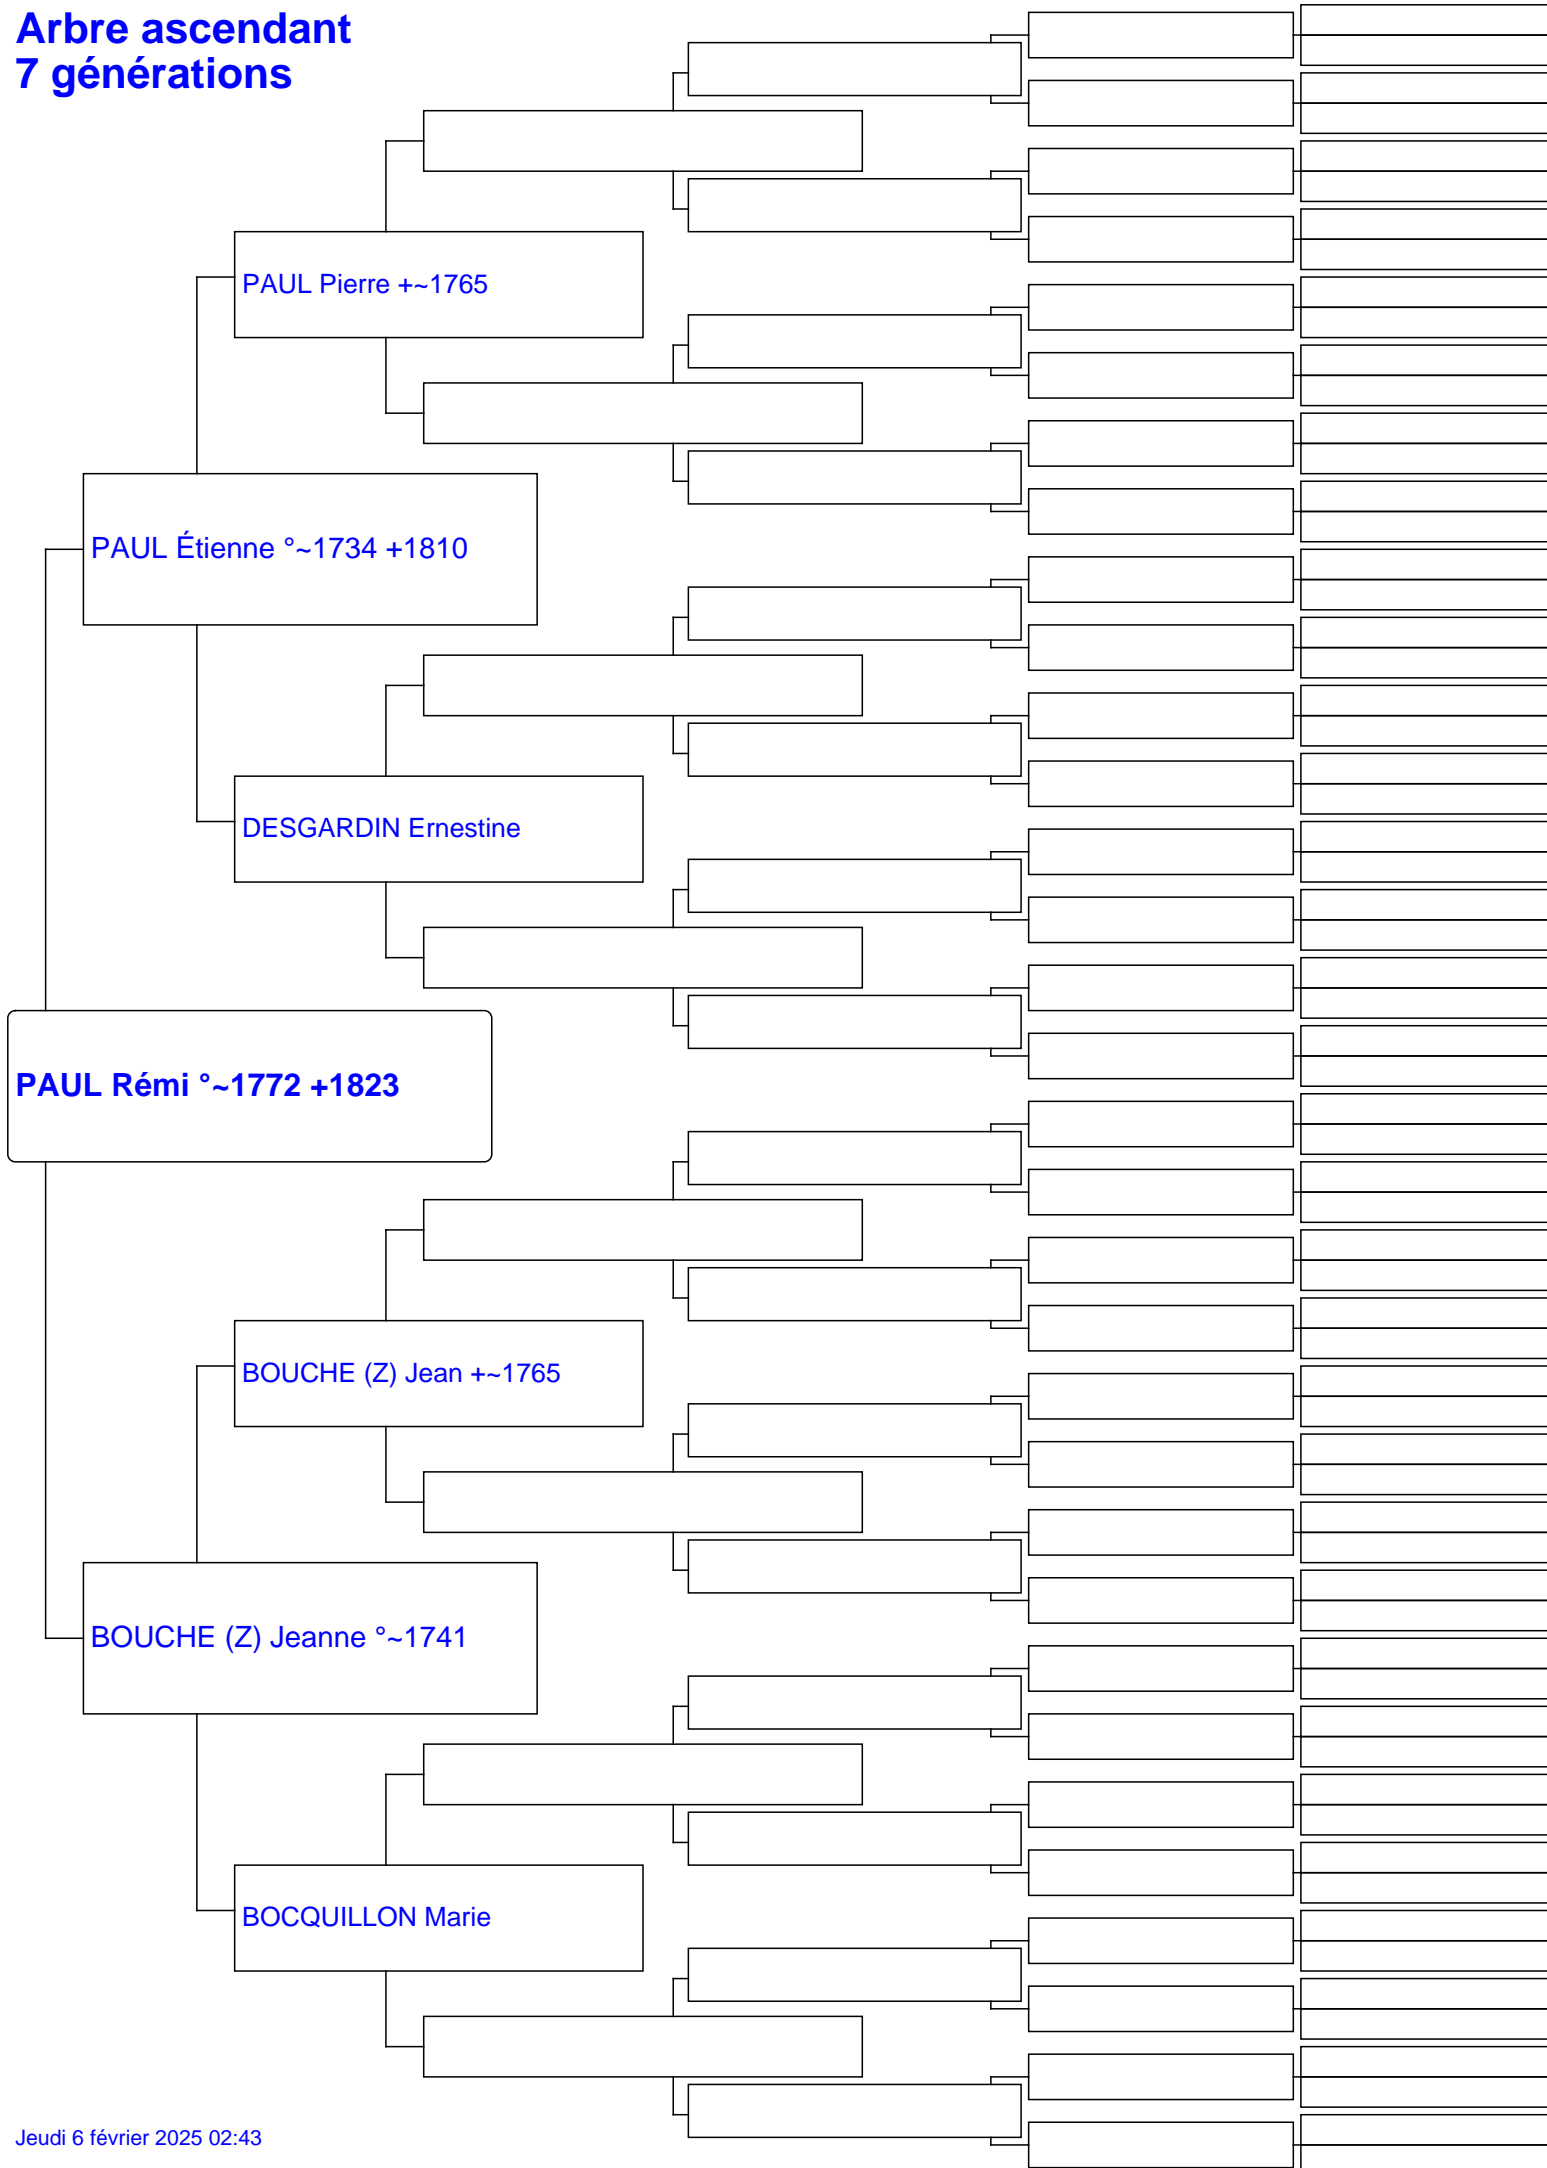 Arbre ascendant
7 générations
PAUL Pierre +~1765
PAUL Étienne °~1734 +1810
DESGARDIN Ernestine
PAUL Rémi °~1772 +1823
BOUCHE (Z) Jean +~1765
BOUCHE (Z) Jeanne °~1741
BOCQUILLON Marie
Jeudi 6 février 2025 02:43